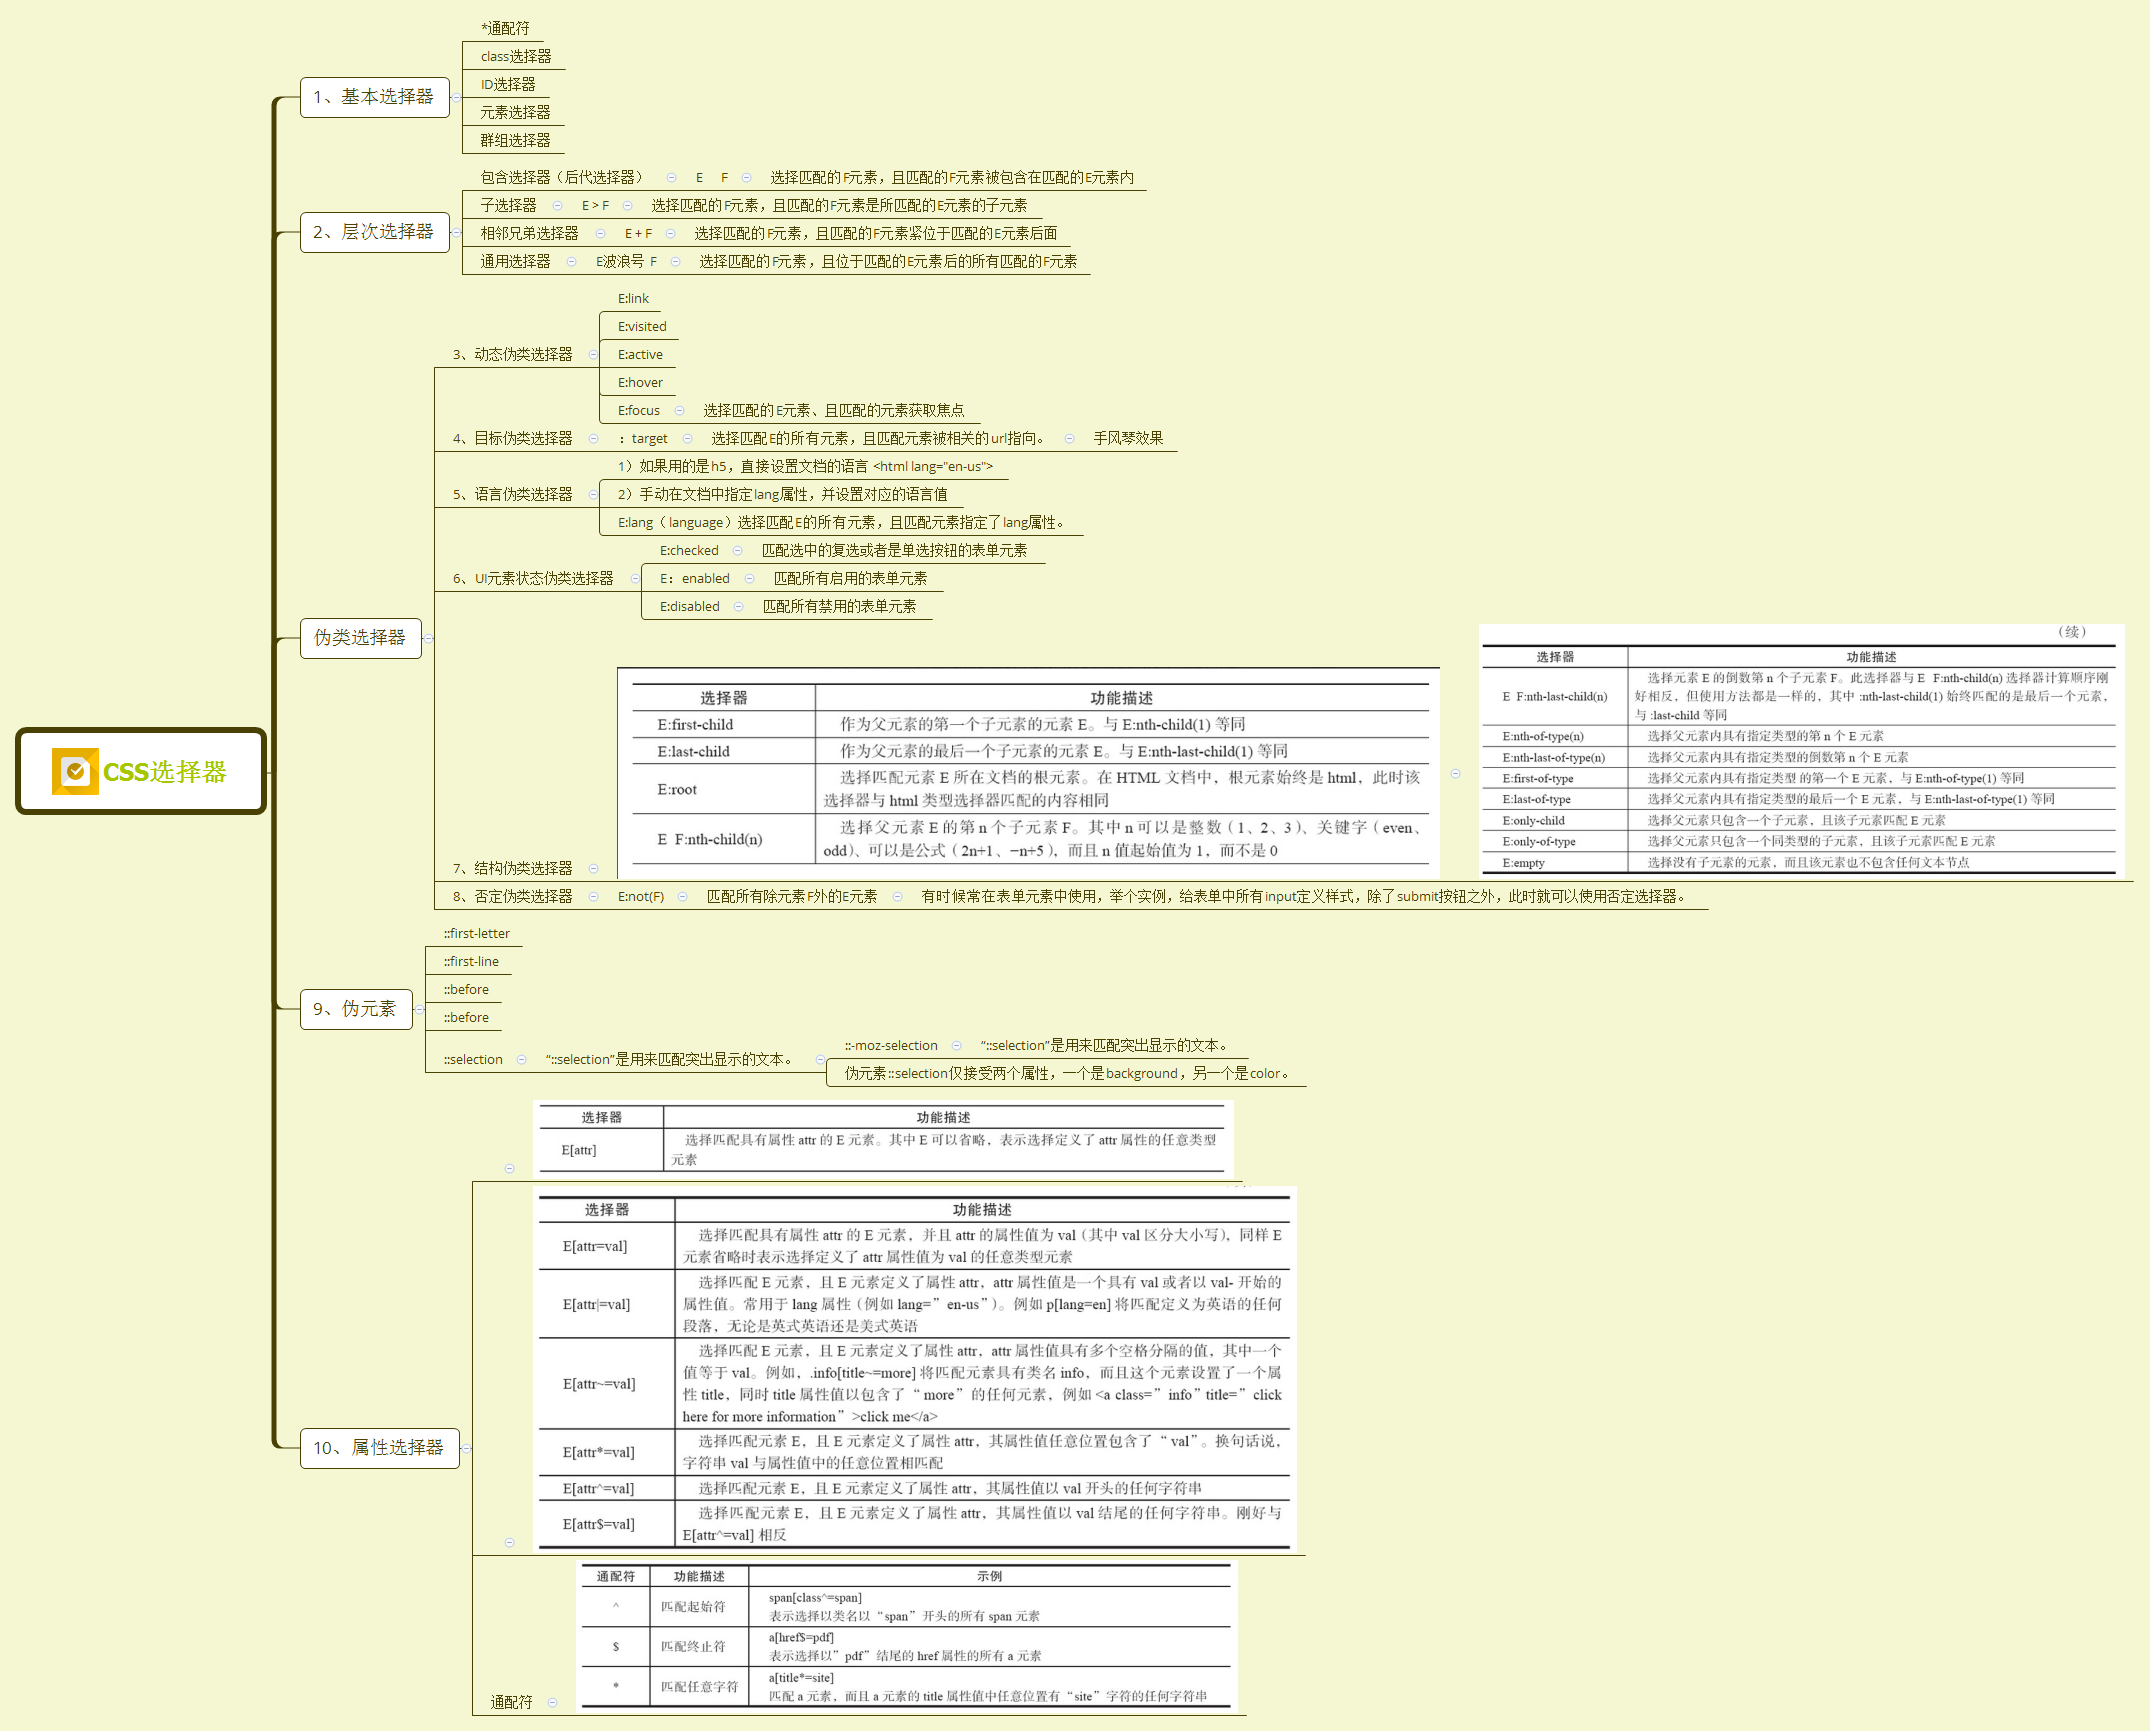 CSS选择器
1、基本选择器
*通配符
class选择器
ID选择器
元素选择器
群组选择器
2、层次选择器
包含选择器（后代选择器） E F 选择匹配的F元素，且匹配的F元素被包含在匹配的E元素内
子选择器 E > F 选择匹配的F元素，且匹配的F元素是所匹配的E元素的子元素
相邻兄弟选择器 E + F 选择匹配的F元素，且匹配的F元素紧位于匹配的E元素后面
通用选择器 E波浪号 F 选择匹配的F元素，且位于匹配的E元素后的所有匹配的F元素
伪类选择器
3、动态伪类选择器
E:link
E:visited
E:active
E:hover
E:focus 选择匹配的E元素、且匹配的元素获取焦点
4、目标伪类选择器 ：target 选择匹配E的所有元素，且匹配元素被相关的url指向。 手风琴效果
5、语言伪类选择器
1）如果用的是h5，直接设置文档的语言 <html lang="en-us">
2）手动在文档中指定lang属性，并设置对应的语言值
E:lang（language）选择匹配E的所有元素，且匹配元素指定了lang属性。
6、UI元素状态伪类选择器
E:checked 匹配选中的复选或者是单选按钮的表单元素
E：enabled 匹配所有启用的表单元素
E:disabled 匹配所有禁用的表单元素
7、结构伪类选择器
选择器 功能描述
E:first-child 作为父元素的第一个子元素的元素 E。与 E:nth-child(1) 等同
E:last-child 作为父元素的最后一个子元素的元素 E。与 E:nth-last-child(1) 等同
E:root 选择匹配元素 E 所在文档的根元素。在 HTML 文档中，根元素始终是 html，此时该
选择器与 html 类型选择器匹配的内容相同
E F:nth-child(n) 选择父元素 E 的第 n 个子元素 F。其中 n 可以是整数（1、2、3）、关键字（even、
odd）、可以是公式（2n+1、−n+5），而且 n 值起始值为 1，而不是 0
（续）
选择器 功能描述
E F:nth-last-child(n) 选择元素 E 的倒数第 n 个子元素 F。此选择器与 E F:nth-child(n) 选择器计算顺序刚
好相反，但使用方法都是一样的，其中 :nth-last-child(1) 始终匹配的是最后一个元素，
与 :last-child 等同
E:nth-of-type(n) 选择父元素内具有指定类型的第 n 个 E 元素
E:nth-last-of-type(n) 选择父元素内具有指定类型的倒数第 n 个 E 元素
E:first-of-type 选择父元素内具有指定类型 的第一个 E 元素，与 E:nth-of-type(1) 等同
E:last-of-type 选择父元素内具有指定类型的最后一个 E 元素，与 E:nth-last-of-type(1) 等同
E:only-child 选择父元素只包含一个子元素，且该子元素匹配 E 元素
E:only-of-type 选择父元素只包含一个同类型的子元素，且该子元素匹配 E 元素
E:empty 选择没有子元素的元素，而且该元素也不包含任何文本节点
8、否定伪类选择器 E:not(F) 匹配所有除元素F外的E元素 有时候常在表单元素中使用，举个实例，给表单中所有input定义样式，除了submit按钮之外，此时就可以使用否定选择器。
9、伪元素
::first-letter
::first-line
::before
::before
::selection “::selection”是用来匹配突出显示的文本。
::-moz-selection “::selection”是用来匹配突出显示的文本。
伪元素::selection仅接受两个属性，一个是background，另一个是color。
10、属性选择器
选择器 功能描述
E[attr] 选择匹配具有属性 attr 的 E 元素。其中 E 可以省略，表示选择定义了 attr 属性的任意类型
元素
选择器 功能描述
E[attr=val] 选择匹配具有属性 attr 的 E 元素，并且 attr 的属性值为 val（其中 val 区分大小写），同样 E
元素省略时表示选择定义了 attr 属性值为 val 的任意类型元素
E[attr|=val] 选择匹配 E 元素，且 E 元素定义了属性 attr，attr 属性值是一个具有 val 或者以 val- 开始的
属性值。常用于 lang 属性（例如 lang=”en-us”）。例如 p[lang=en] 将匹配定义为英语的任何
段落，无论是英式英语还是美式英语
E[attr~=val] 选择匹配 E 元素，且 E 元素定义了属性 attr，attr 属性值具有多个空格分隔的值，其中一个
值等于 val。例如，.info[title~=more] 将匹配元素具有类名 info，而且这个元素设置了一个属
性 title，同时 title 属性值以包含了“more”的任何元素，例如 <a class=”info”title=”click
here for more information”>click me</a>
E[attr*=val] 选择匹配元素 E，且 E 元素定义了属性 attr，其属性值任意位置包含了“val”。换句话说，
字符串 val 与属性值中的任意位置相匹配
E[attr^=val] 选择匹配元素 E，且 E 元素定义了属性 attr，其属性值以 val 开头的任何字符串
E[attr$=val] 选择匹配元素 E，且 E 元素定义了属性 attr，其属性值以 val 结尾的任何字符串。刚好与
E[attr^=val] 相反
通配符
通配符 功能描述 示例
^ 匹配起始符 span[class^=span]
表示选择以类名以“span”开头的所有 span 元素
$ 匹配终止符 a[href$=pdf]
表示选择以”pdf”结尾的 href 属性的所有 a 元素
* 匹配任意字符 a[title*=site]
匹配 a 元素，而且 a 元素的 title 属性值中任意位置有“site”字符的任何字符串